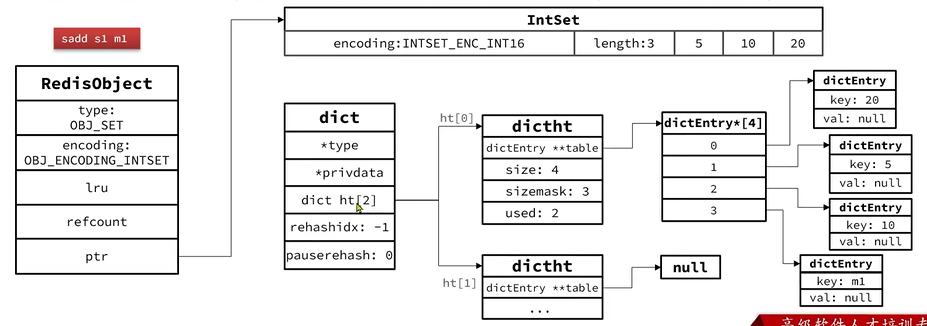 sadd s1 m1
RedisObject
type:
OBJ_SET
encoding:
OBJ_ENCODING_INTSET
lru
refcount
ptr
IntSet
encoding:INTSET_ENC_INT16
length:3
5
10
20
dict
*type
*privdata
dict ht[2]
rehashidx: -1
pauserehash: 0
ht[0]
dictht
dictEntry **table
size: 4
sizemask: 3
used: 2
ht[1]
dictht
dictEntry **table
...
dictEntry*[4]
0
1
2
3
null
dictEntry
key: 20
val: null
dictEntry
key: 5
val: null
dictEntry
key: 10
val: null
dictEntry
key: m1
val: null